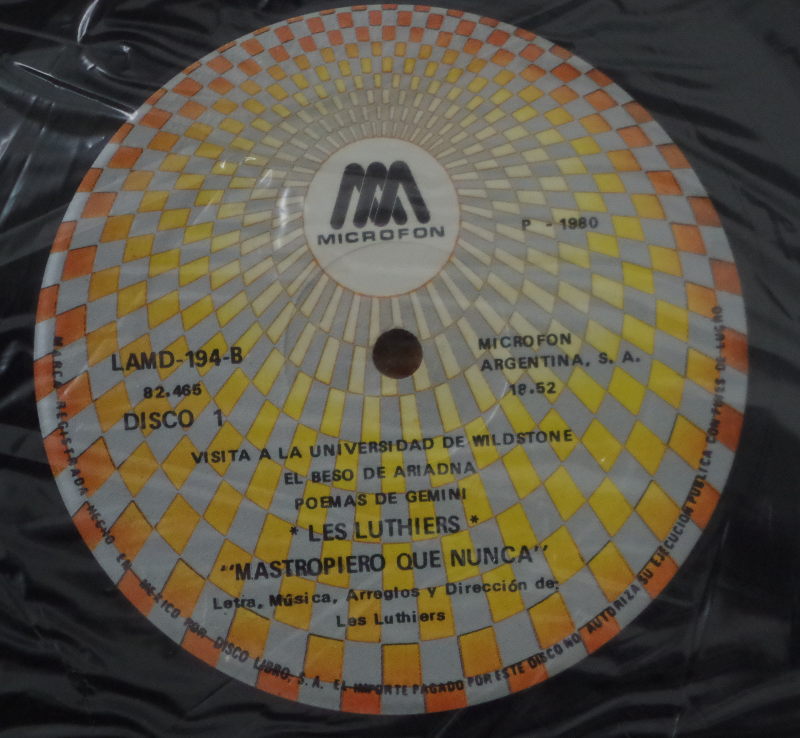 MICROFON
P - 1980
LAMD-194-B
82.465
DISCO 1
MICROFON
ARGENTINA, S. A.
18.52
VISITA A LA UNIVERSIDAD DE WILDSTONE
EL BESO DE ARIADNA
POEMAS DE GEMINI
* LES LUTHIERS *
"MASTROPIERO QUE NUNCA"
Letra, Música, Arreglos y Dirección de:
Les Luthiers
MARCA REGISTRADA HECHO EN MEXICO POR DISCO LIBRO, S. A. EL IMPORTE PAGADO POR ESTE DISCO NO AUTORIZA SU EJECUCION PUBLICA CON FINES DE LUCRO